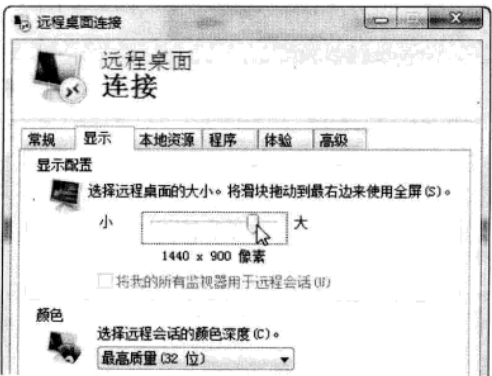 远程桌面连接
远程桌面
连接
常规 显示 本地资源 程序 体验 高级
显示配置
选择远程桌面的大小。将滑块拖动到最右边来使用全屏(S)。
小 大
1440 x 900 像素
将我的所有监视器用于远程会话(U)
颜色
选择远程会话的颜色深度(C)。
最高质量(32 位)